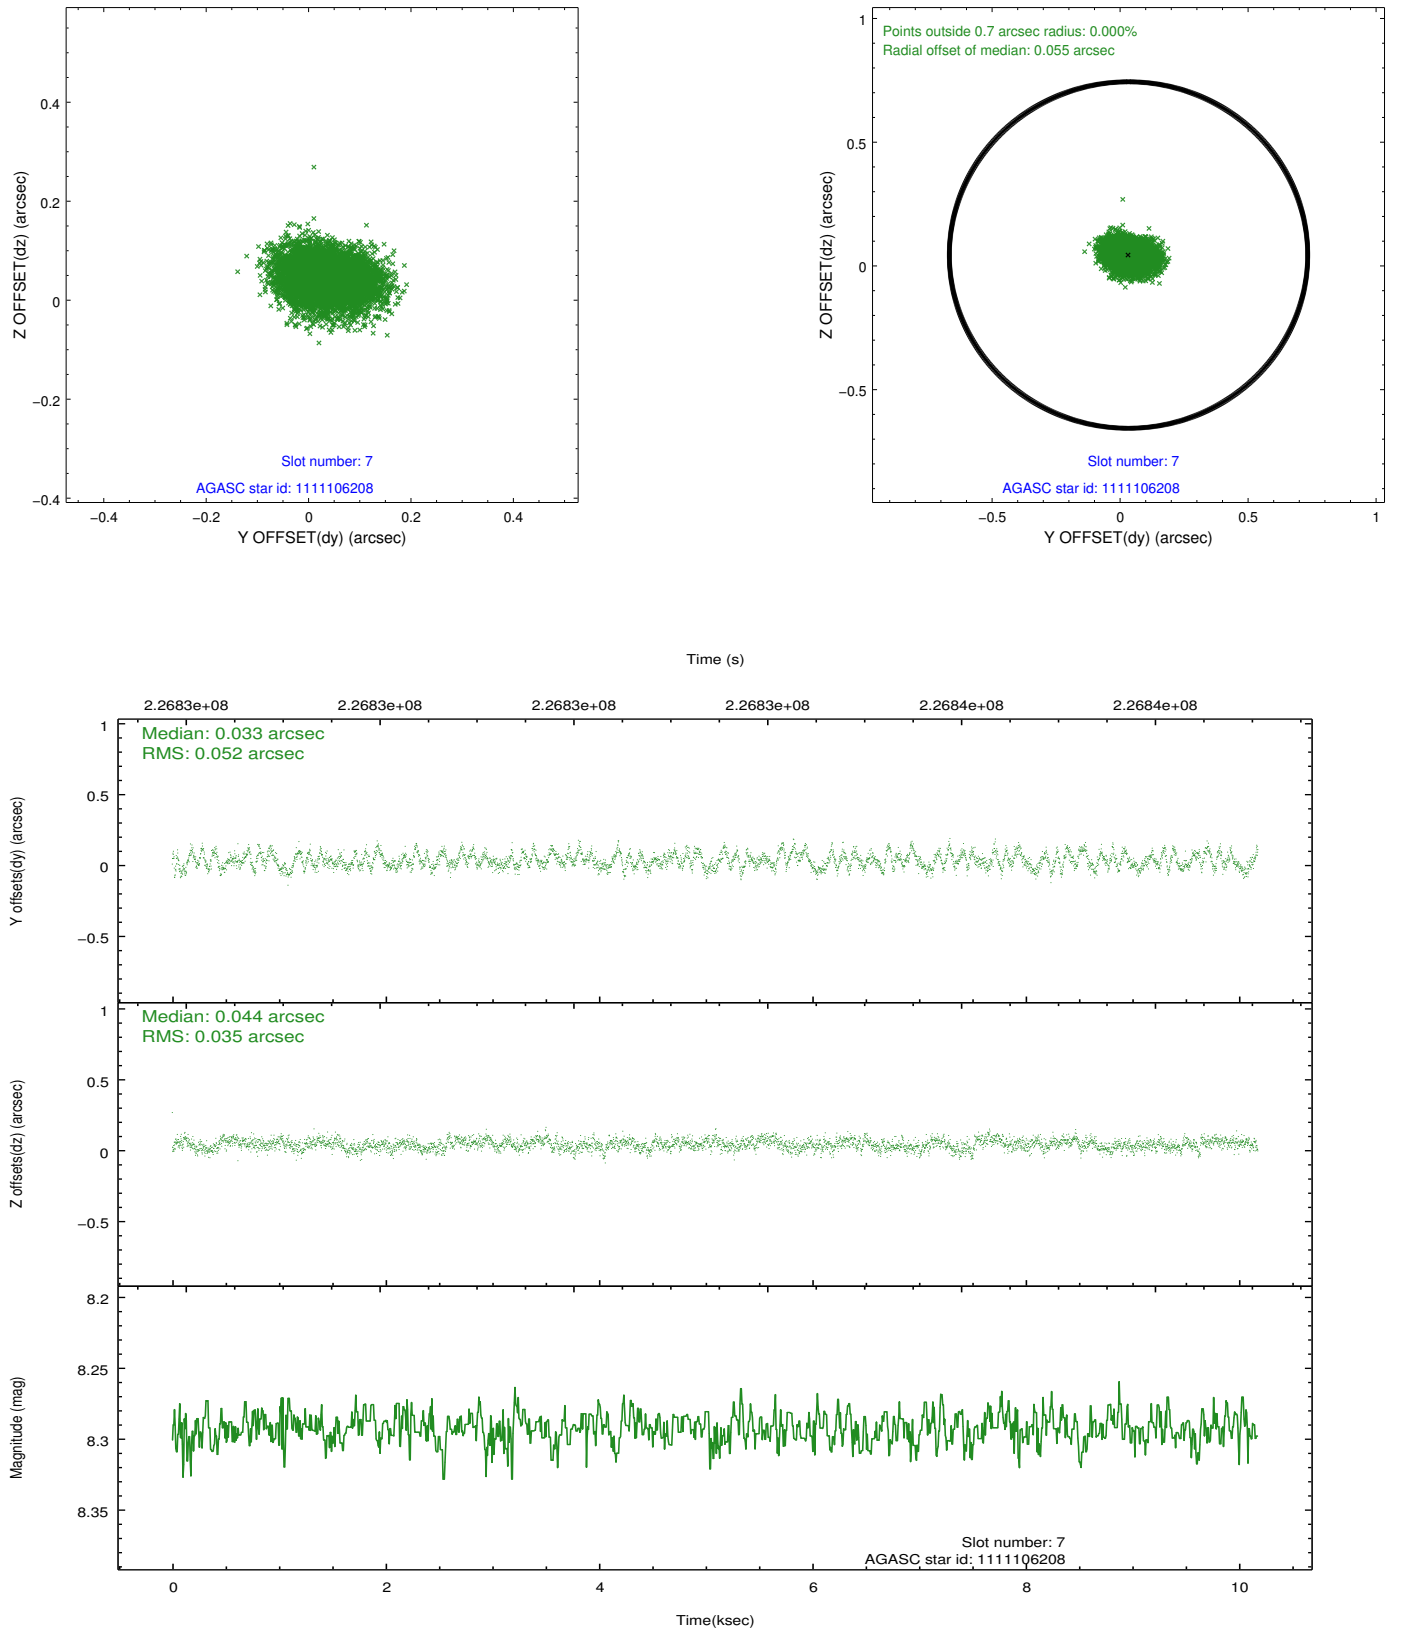 0.4
0.2
0
−0.2
−0.4
Z OFFSET(dz) (arcsec)
Slot number: 7
AGASC star id: 1111106208
−0.4 −0.2 0 0.2 0.4
Y OFFSET(dy) (arcsec)
Points outside 0.7 arcsec radius: 0.000%
Radial offset of median: 0.055 arcsec
1
0.5
0
−0.5
Z OFFSET(dz) (arcsec)
Slot number: 7
AGASC star id: 1111106208
−0.5 0 0.5 1
Y OFFSET(dy) (arcsec)
Time (s)
2.2683e+08 2.2683e+08 2.2683e+08 2.2683e+08 2.2684e+08 2.2684e+08
Median: 0.033 arcsec
RMS: 0.052 arcsec
1
0.5
0
−0.5
Y offsets(dy) (arcsec)
Median: 0.044 arcsec
RMS: 0.035 arcsec
1
0.5
0
−0.5
Z offsets(dz) (arcsec)
8.2
8.25
8.3
8.35
Magnitude (mag)
Slot number: 7
AGASC star id: 1111106208
0 2 4 6 8 10
Time(ksec)